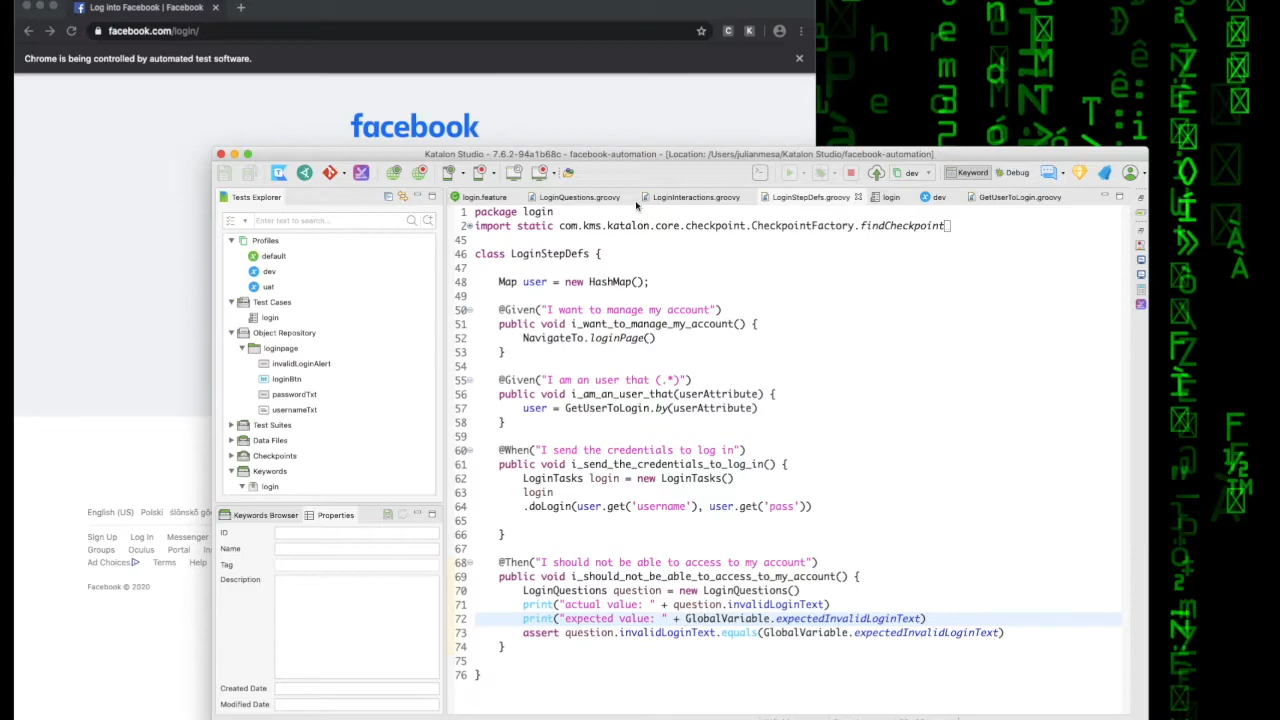 Log into Facebook | Facebook
facebook.com/login/
C K
Chrome is being controlled by automated test software.
facebook
Katalon Studio - 7.6.2-94a1b68c - facebook-automation - [Location: /Users/julianmesa/Katalon Studio/facebook-automation]
dev Keyword Debug
Tests Explorer
login.feature LoginQuestions.groovy LoginInteractions.groovy LoginStepDefs.groovy login dev GetUserToLogin.groovy
Enter text to search...
Profiles
default
dev
uat
Test Cases
login
Object Repository
loginpage
invalidLoginAlert
loginBtn
passwordTxt
usernameTxt
Test Suites
Data Files
Checkpoints
Keywords
login
1 package login
2 import static com.kms.katalon.core.checkpoint.CheckpointFactory.findCheckpoint
45
46 class LoginStepDefs {
47
48 Map user = new HashMap();
49
50 @Given("I want to manage my account")
51 public void i_want_to_manage_my_account() {
52 NavigateTo.loginPage()
53 }
54
55 @Given("I am an user that (.*)")
56 public void i_am_an_user_that(userAttribute) {
57 user = GetUserToLogin.by(userAttribute)
58 }
59
60 @When("I send the credentials to log in")
61 public void i_send_the_credentials_to_log_in() {
62 LoginTasks login = new LoginTasks()
63 login
64 .doLogin(user.get('username'), user.get('pass'))
65
66 }
67
68 @Then("I should not be able to access to my account")
69 public void i_should_not_be_able_to_access_to_my_account() {
70 LoginQuestions question = new LoginQuestions()
71 print("actual value: " + question.invalidLoginText)
72 print("expected value: " + GlobalVariable.expectedInvalidLoginText)
73 assert question.invalidLoginText.equals(GlobalVariable.expectedInvalidLoginText)
74 }
75
76 }
Keywords Browser Properties
ID
Name
Tag
Description
Created Date
Modified Date
English (US) Polski ślōnskŏ
Sign Up Log In Messenger
Groups Oculus Portal
Ad Choices Terms Help
Facebook © 2020